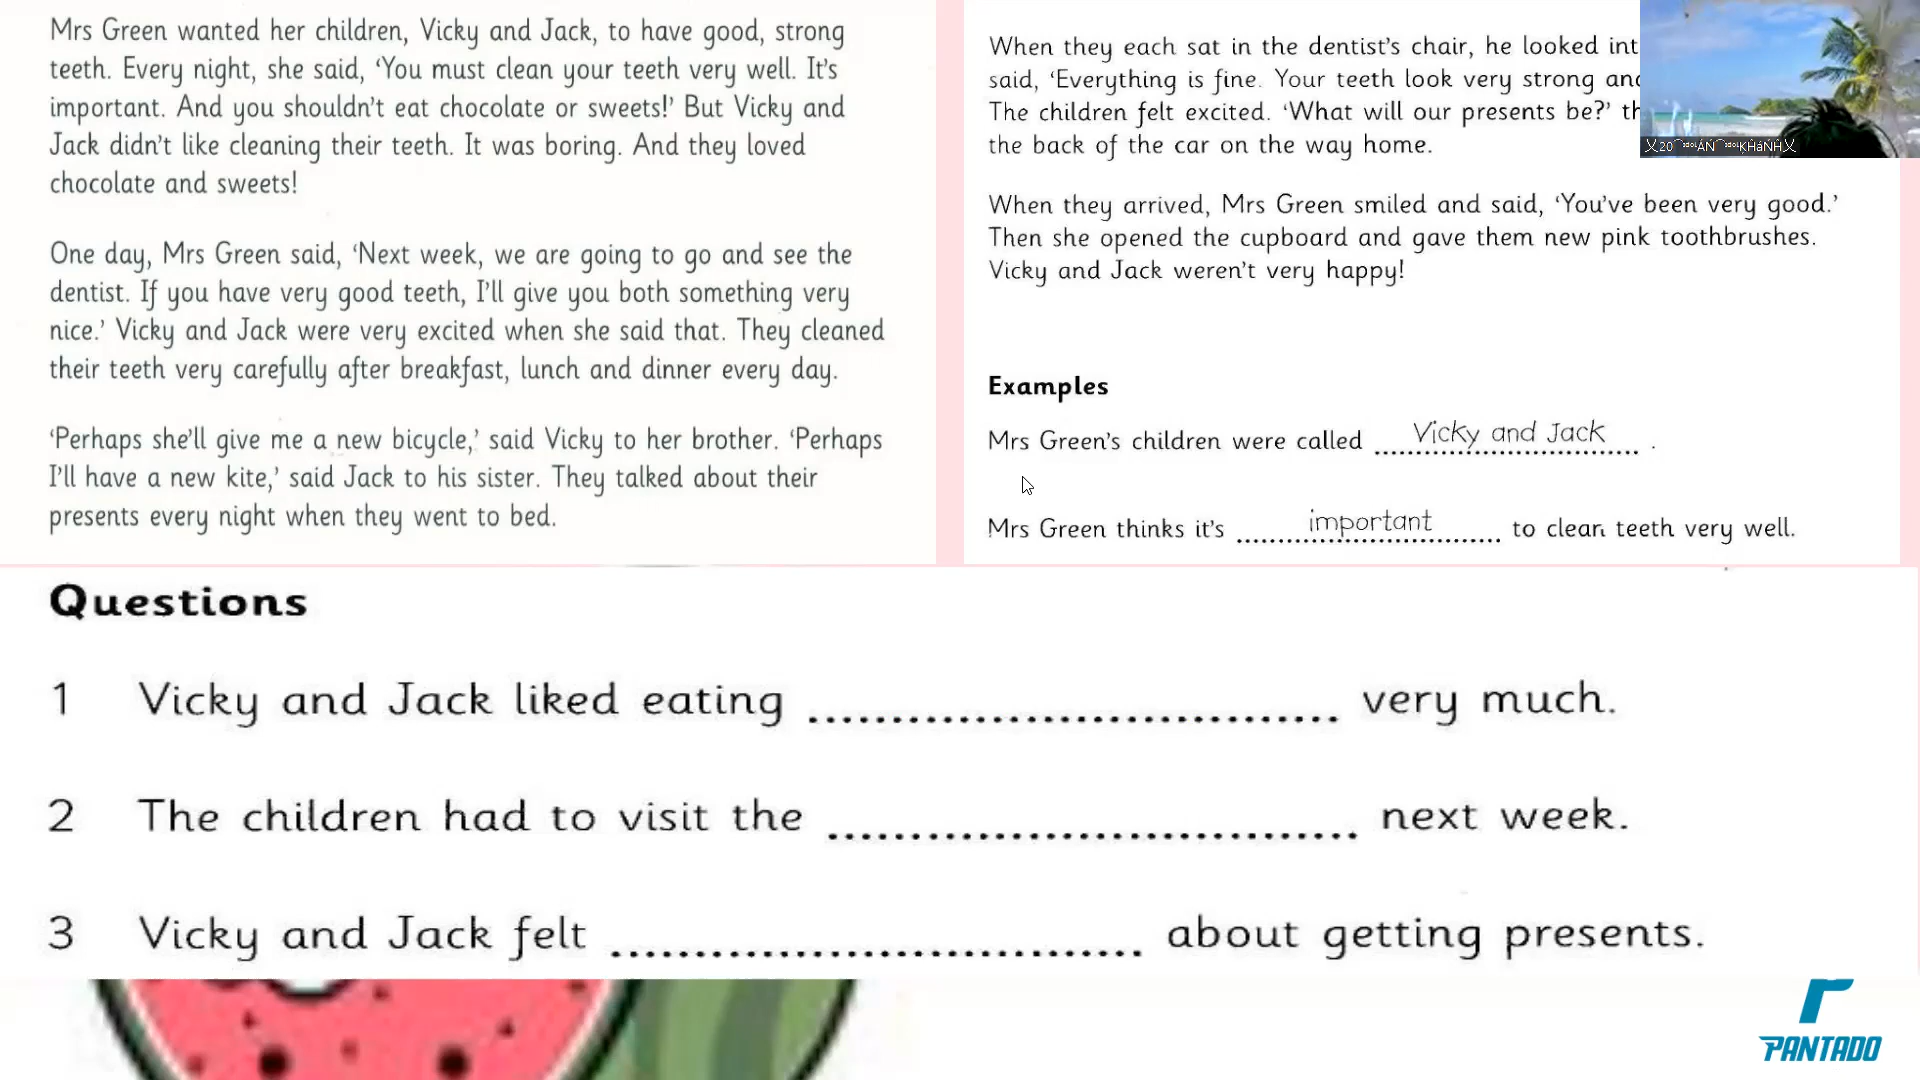 Mrs Green wanted her children, Vicky and Jack, to have good, strong
teeth. Every night, she said, ‘You must clean your teeth very well. It’s
important. And you shouldn’t eat chocolate or sweets!’ But Vicky and
Jack didn’t like cleaning their teeth. It was boring. And they loved
chocolate and sweets!
One day, Mrs Green said, ‘Next week, we are going to go and see the
dentist. If you have very good teeth, I’ll give you both something very
nice.’ Vicky and Jack were very excited when she said that. They cleaned
their teeth very carefully after breakfast, lunch and dinner every day.
‘Perhaps she’ll give me a new bicycle,’ said Vicky to her brother. ‘Perhaps
I’ll have a new kite,’ said Jack to his sister. They talked about their
presents every night when they went to bed.
When they each sat in the dentist’s chair, he looked
said, ‘Everything is fine. Your teeth look very strong
The children felt excited. ‘What will our presents be?’
the back of the car on the way home.
When they arrived, Mrs Green smiled and said, ‘You’ve been very good.’
Then she opened the cupboard and gave them new pink toothbrushes.
Vicky and Jack weren’t very happy!
Examples
Mrs Green’s children were called Vicky and Jack .
Mrs Green thinks it’s important to clean teeth very well.
Questions
1 Vicky and Jack liked eating ................................ very much.
2 The children had to visit the ................................ next week.
3 Vicky and Jack felt ................................ about getting presents.
PANTADO